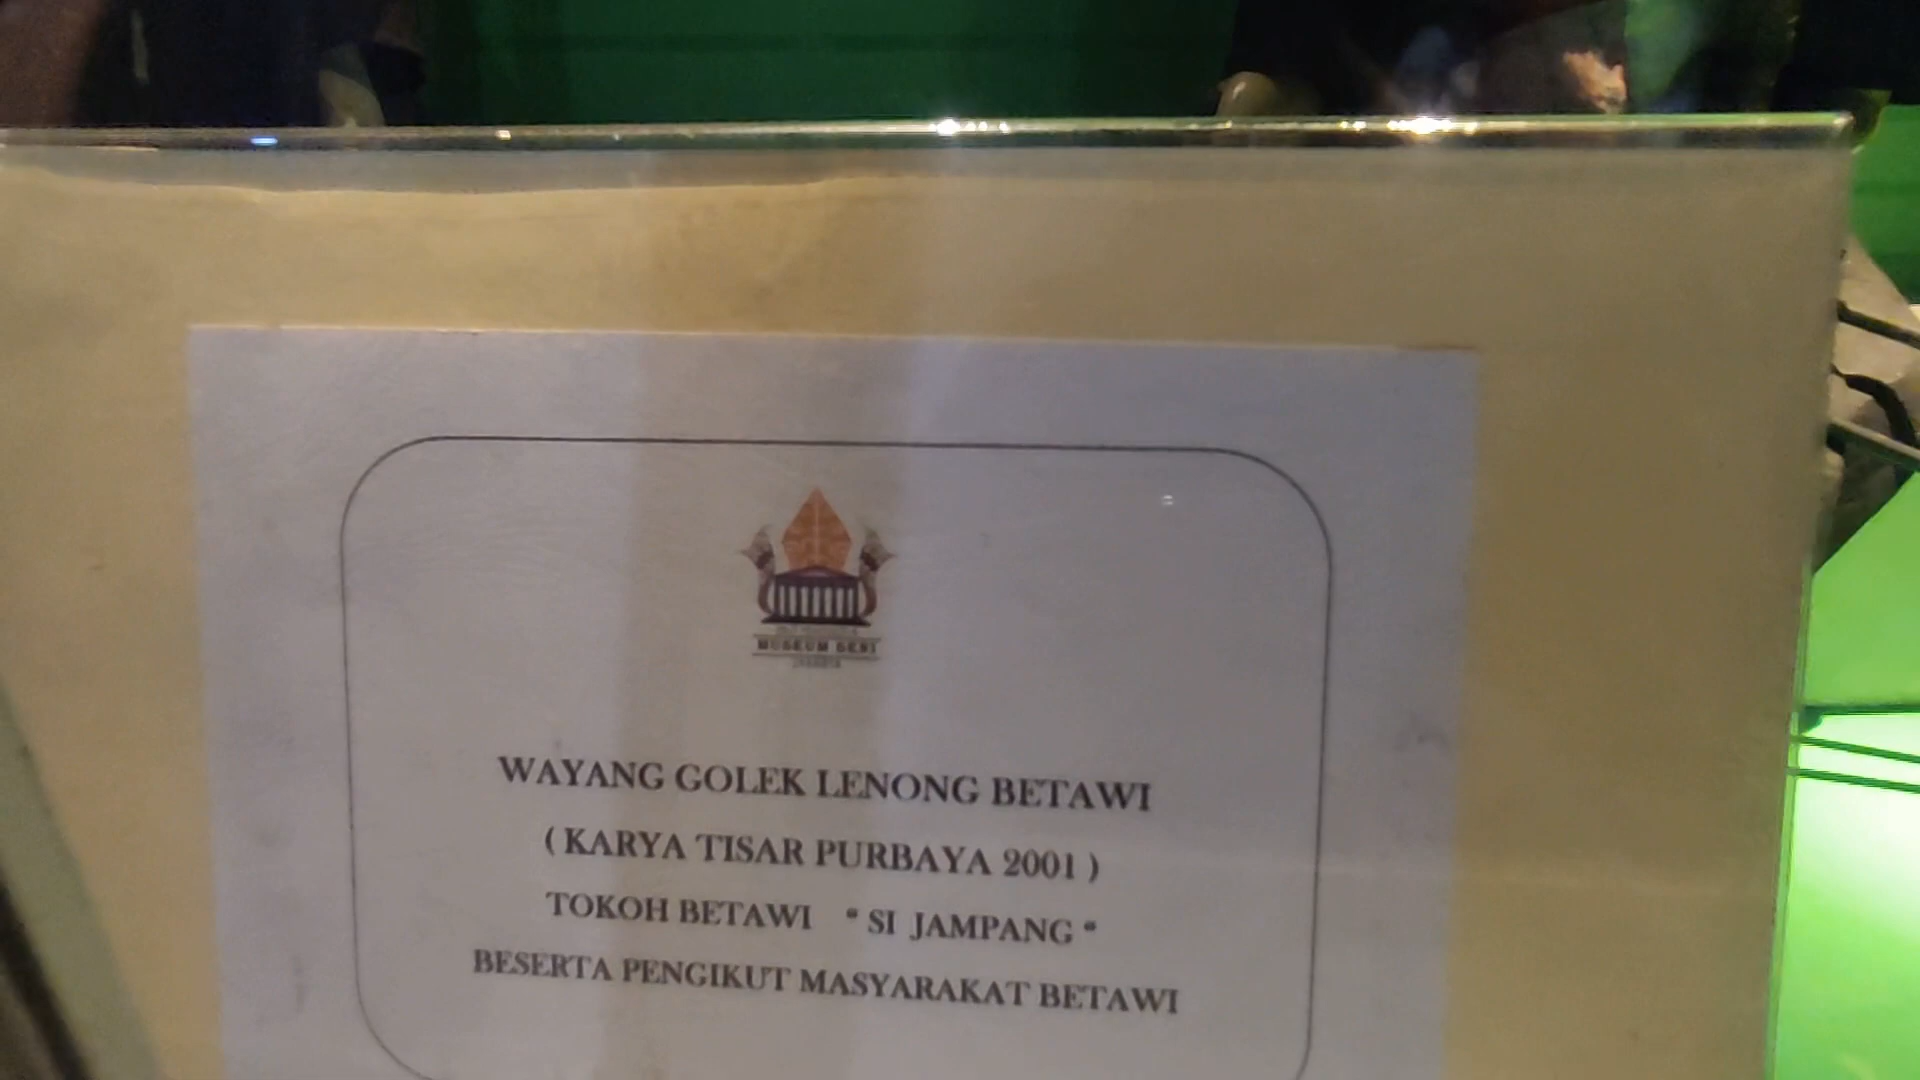 MUSEUM SENI
WAYANG GOLEK LENONG BETAWI
( KARYA TISAR PURBAYA 2001 )
TOKOH BETAWI " SI JAMPANG "
BESERTA PENGIKUT MASYARAKAT BETAWI